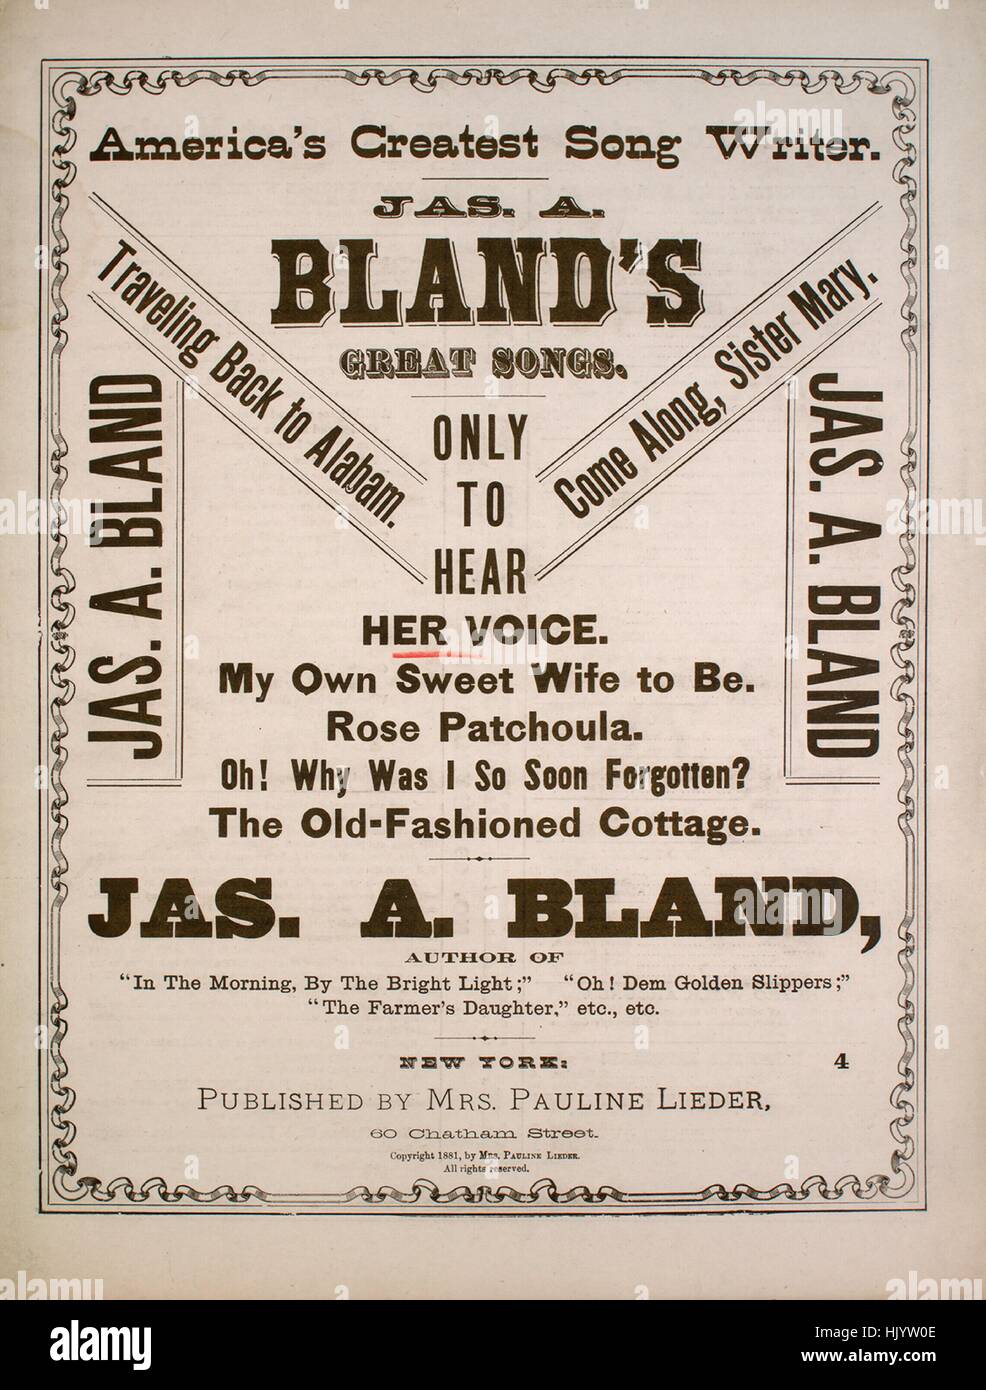 America's Greatest Song Writer.
JAS. A.
BLAND'S
GREAT SONGS.
Traveling Back to Alabam.
Come Along, Sister Mary.
JAS. A. BLAND
JAS. A. BLAND
ONLY
TO
HEAR
HER VOICE.
My Own Sweet Wife to Be.
Rose Patchoula.
Oh! Why Was I So Soon Forgotten?
The Old-Fashioned Cottage.
JAS. A. BLAND,
AUTHOR OF
"In The Morning, By The Bright Light;" "Oh! Dem Golden Slippers;"
"The Farmer's Daughter," etc., etc.
NEW YORK: 4
PUBLISHED BY MRS. PAULINE LIEDER,
60 Chatham Street.
Copyright 1881, by MRS. PAULINE LIEDER.
All rights reserved.
alamy
Image ID: HJYW0E
www.alamy.com